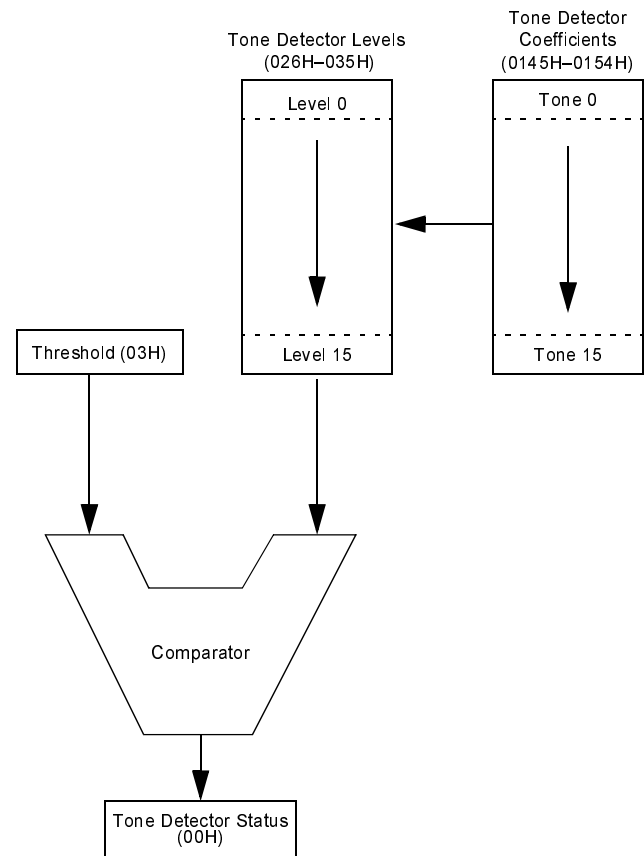 Tone Detector Levels
(026H–035H)
Tone Detector
Coefficients
(0145H–0154H)
Level 0
Tone 0
Threshold (03H)
Level 15
Tone 15
Comparator
Tone Detector Status
(00H)